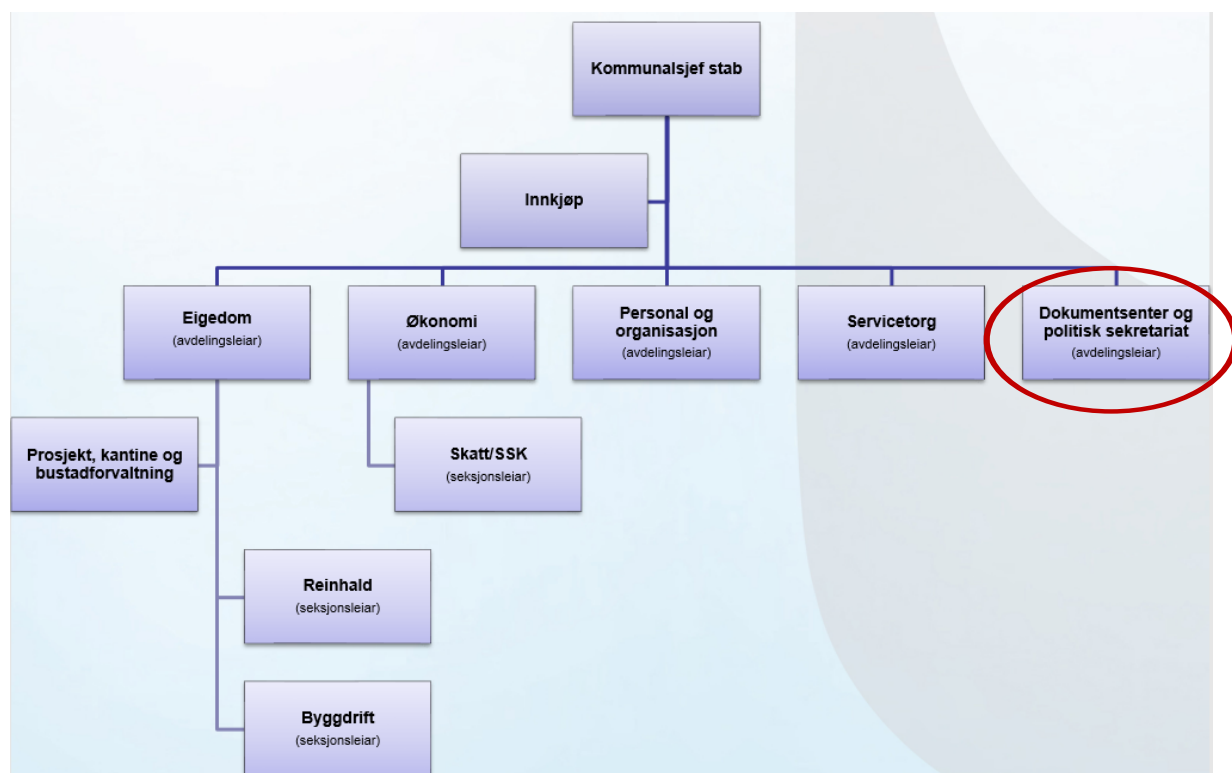 Kommunalsjef stab
Innkjøp
Eigedom
(avdelingsleiar)
Økonomi
(avdelingsleiar)
Personal og
organisasjon
(avdelingsleiar)
Servicetorg
(avdelingsleiar)
Dokumentsenter og
politisk sekretariat
(avdelingsleiar)
Prosjekt, kantine og
bustadforvaltning
Skatt/SSK
(seksjonsleiar)
Reinhald
(seksjonsleiar)
Byggdrift
(seksjonsleiar)